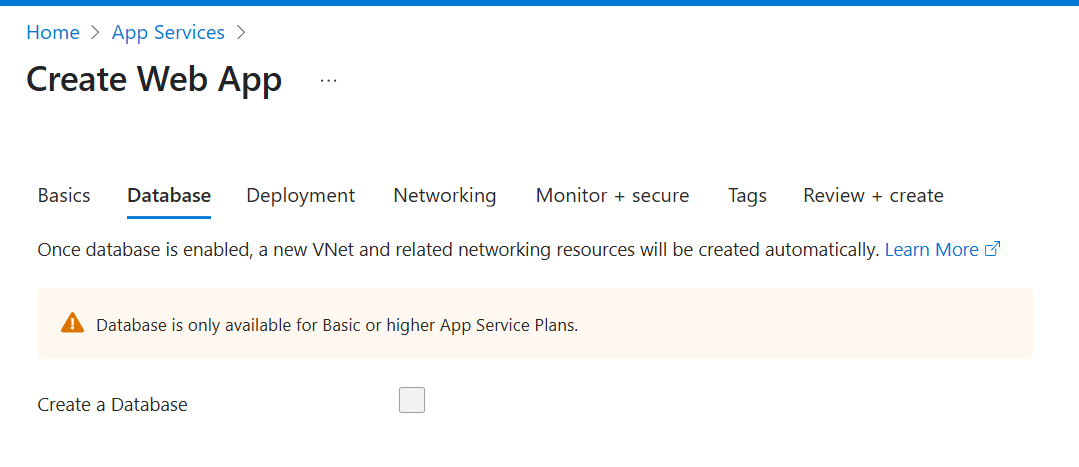 Home > App Services >
Create Web App ...
Basics Database Deployment Networking Monitor + secure Tags Review + create
Once database is enabled, a new VNet and related networking resources will be created automatically. Learn More
Database is only available for Basic or higher App Service Plans.
Create a Database